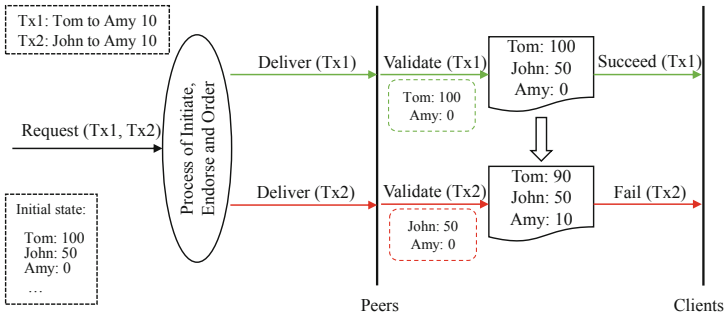 Tx1: Tom to Amy 10
Tx2: John to Amy 10
Request (Tx1, Tx2)
Initial state:
Tom: 100
John: 50
Amy: 0
…
Process of Initiate,
Endorse and Order
Deliver (Tx1)
Validate (Tx1)
Tom: 100
Amy: 0
Tom: 100
John: 50
Amy: 0
Succeed (Tx1)
Deliver (Tx2)
Validate (Tx2)
John: 50
Amy: 0
Tom: 90
John: 50
Amy: 10
Fail (Tx2)
Peers
Clients